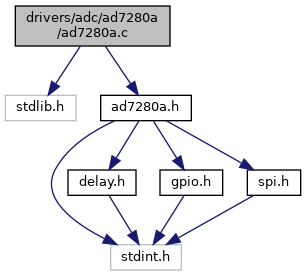 drivers/adc/ad7280a
/ad7280a.c
stdlib.h
ad7280a.h
delay.h
gpio.h
spi.h
stdint.h